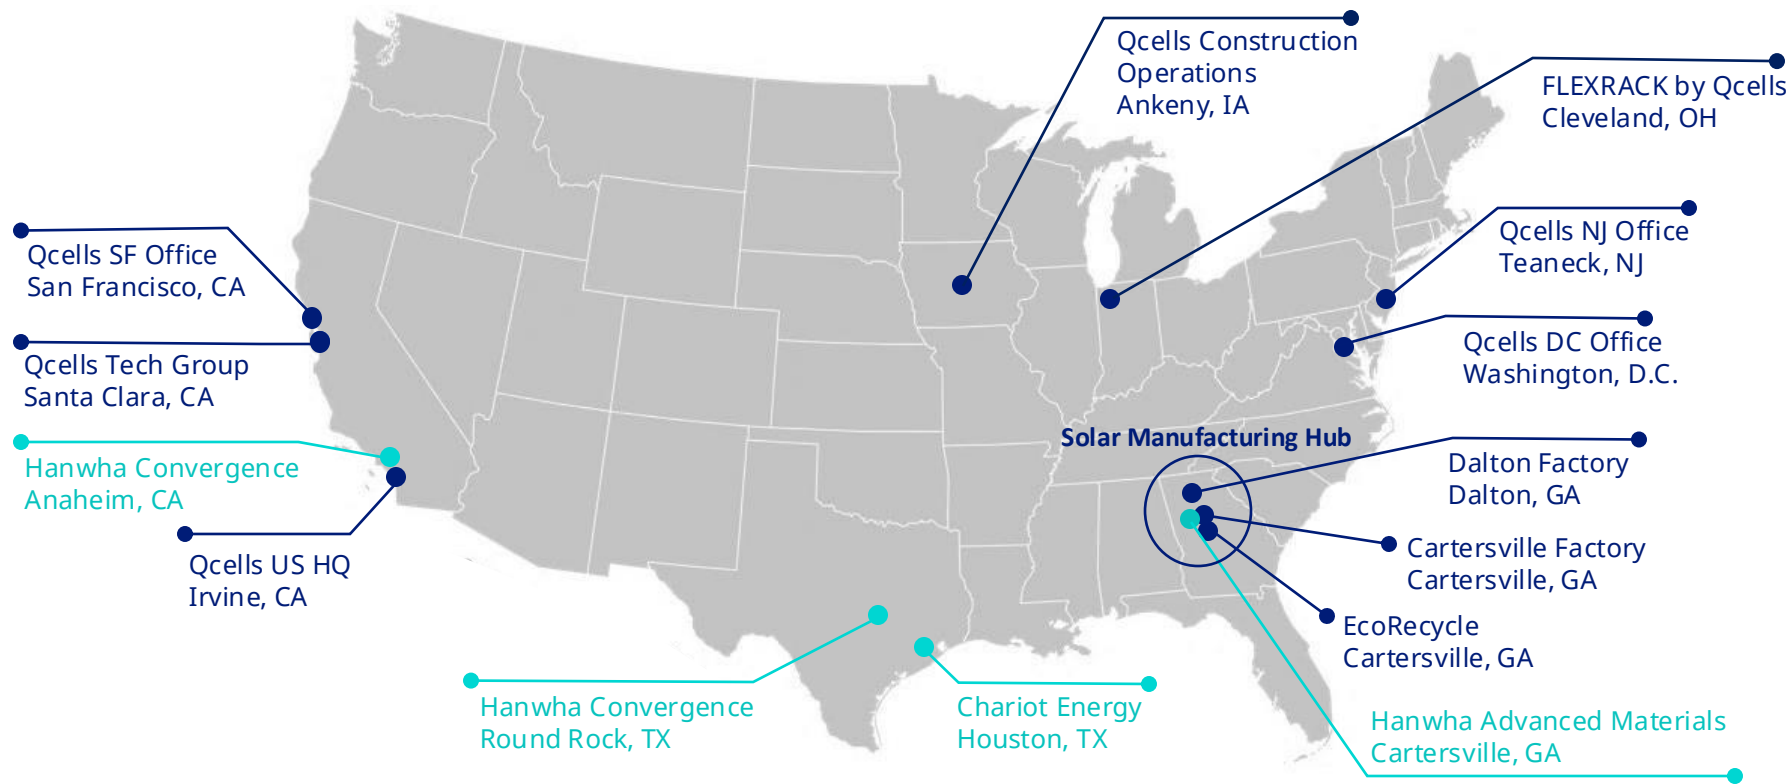 Qcells Construction
Operations
Ankeny, IA
FLEXRACK by Qcells
Cleveland, OH
Qcells SF Office
San Francisco, CA
Qcells NJ Office
Teaneck, NJ
Qcells Tech Group
Santa Clara, CA
Qcells DC Office
Washington, D.C.
Hanwha Convergence
Anaheim, CA
Solar Manufacturing Hub
Dalton Factory
Dalton, GA
Qcells US HQ
Irvine, CA
Cartersville Factory
Cartersville, GA
EcoRecycle
Cartersville, GA
Hanwha Convergence
Round Rock, TX
Chariot Energy
Houston, TX
Hanwha Advanced Materials
Cartersville, GA